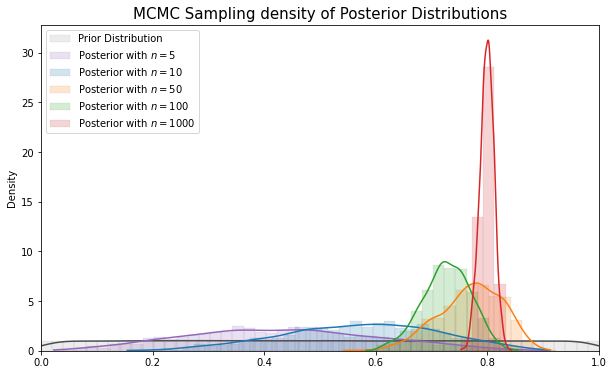 MCMC Sampling density of Posterior Distributions
Prior Distribution
Posterior with n = 5
Posterior with n = 10
Posterior with n = 50
Posterior with n = 100
Posterior with n = 1000
Density
30
25
20
15
10
5
0
0.0 0.2 0.4 0.6 0.8 1.0